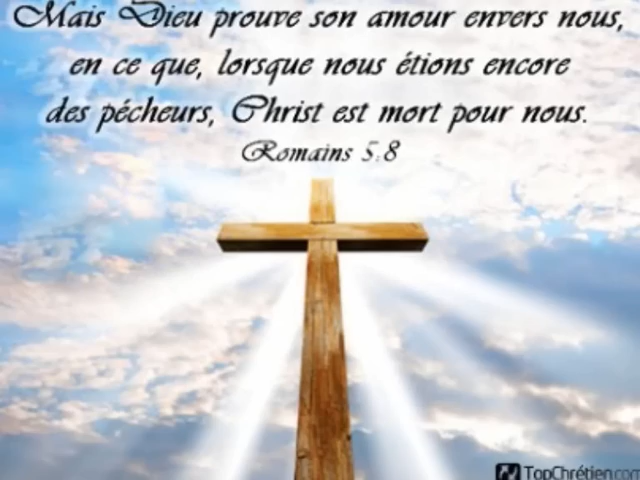 Mais Dieu prouve son amour envers nous,
en ce que, lorsque nous étions encore
des pécheurs, Christ est mort pour nous.
Romains 5:8
TopChrétien.com